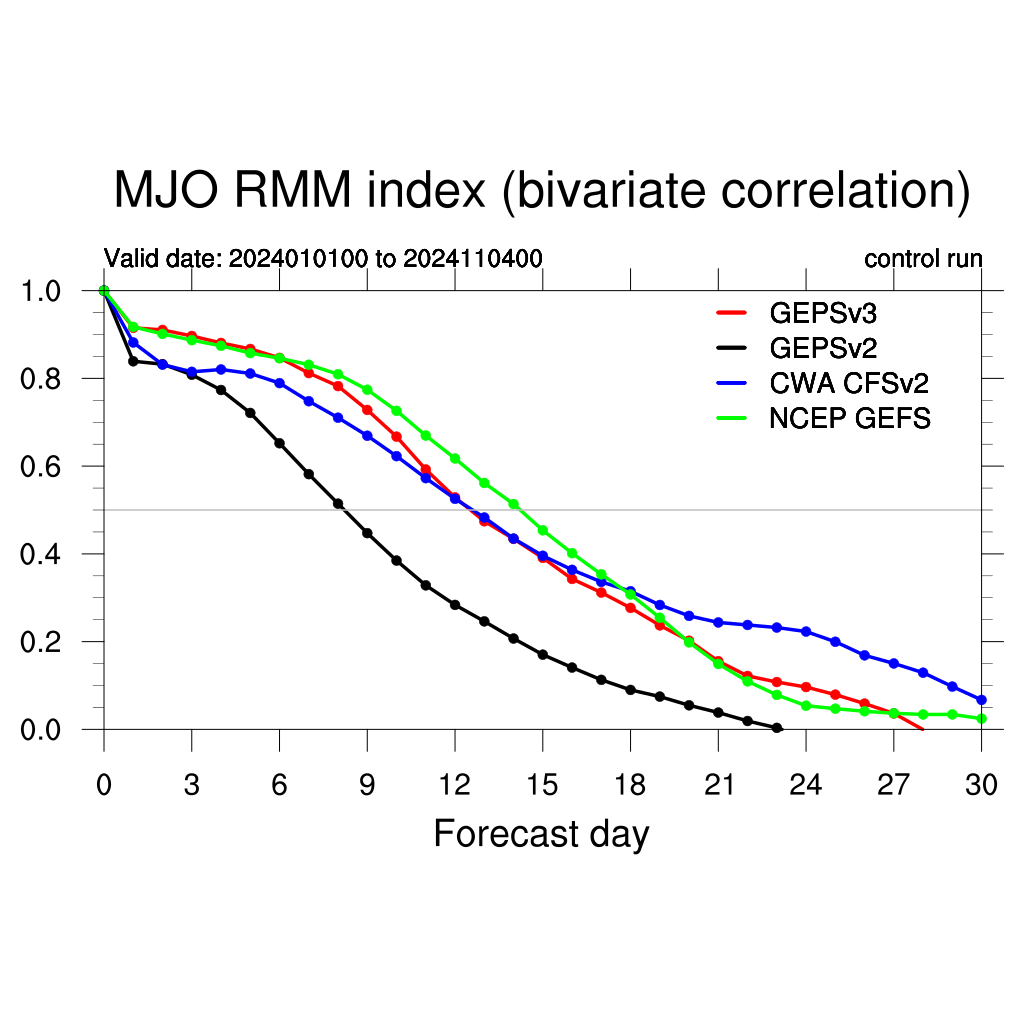 MJO RMM index (bivariate correlation)
Valid date: 2024010100 to 2024110400 control run
1.0
0.8
0.6
0.4
0.2
0.0
GEPSv3
GEPSv2
CWA CFSv2
NCEP GEFS
0 3 6 9 12 15 18 21 24 27 30
Forecast day